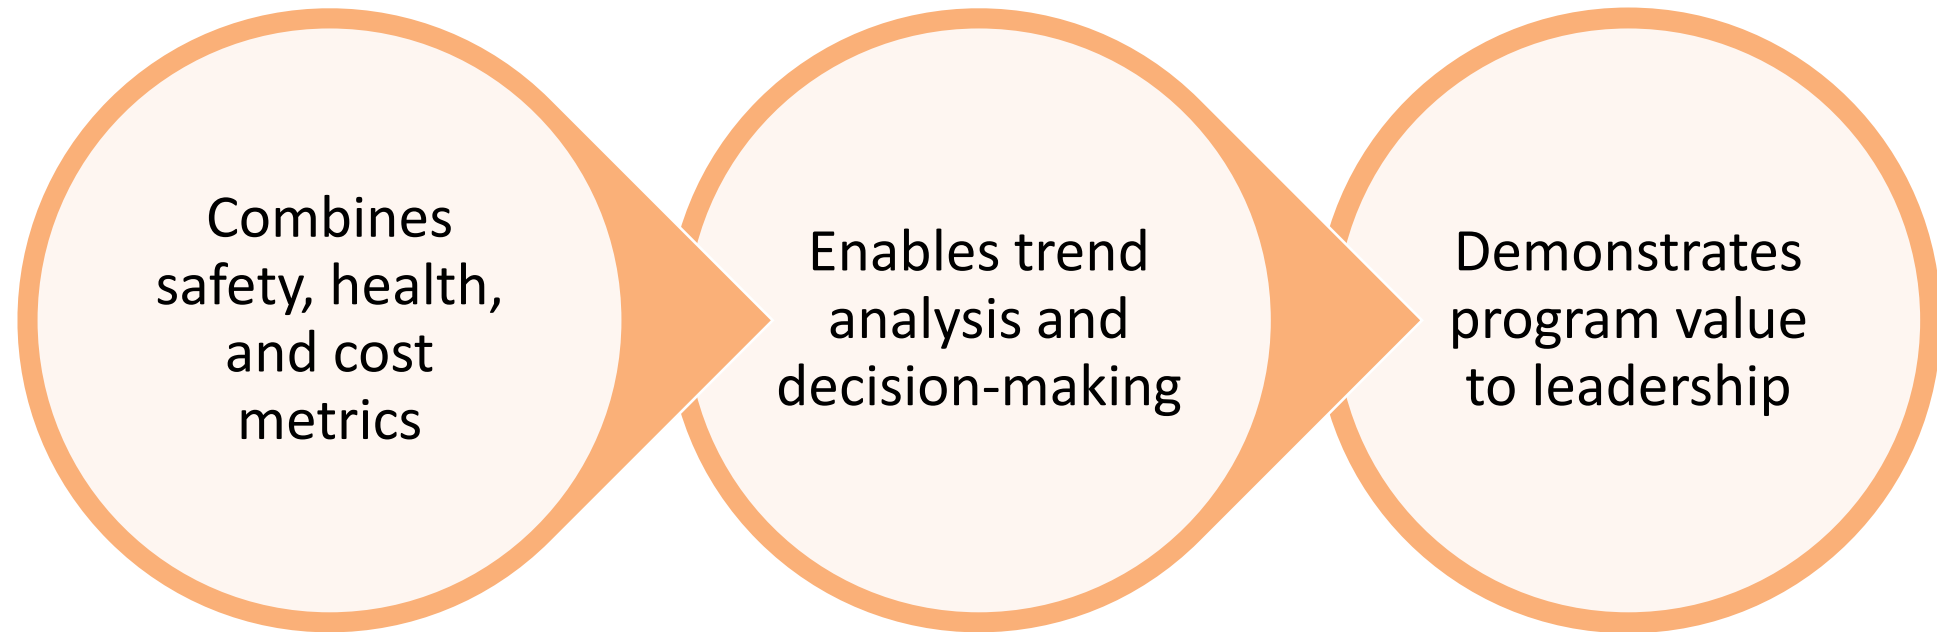 Combines
safety, health,
and cost
metrics
Enables trend
analysis and
decision-making
Demonstrates
program value
to leadership